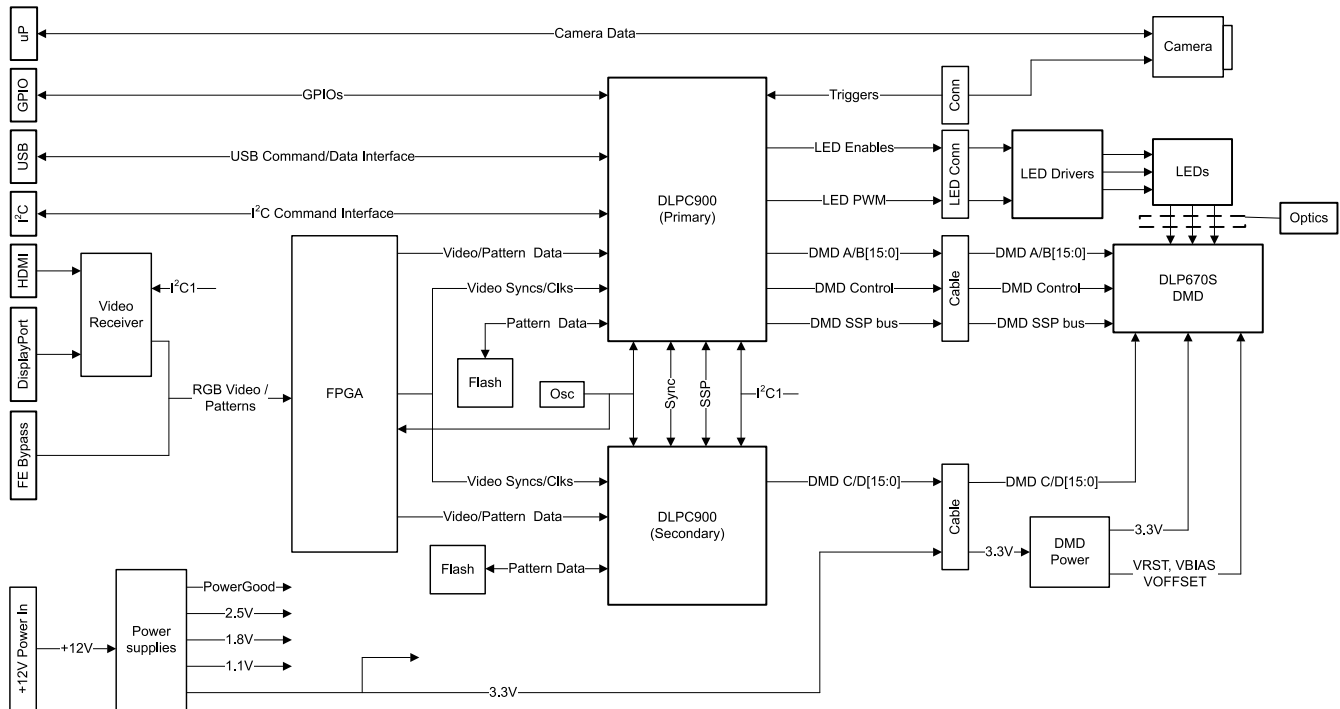 uP
Camera Data
Camera
GPIO
GPIOs
Triggers
Conn
USB
USB Command/Data Interface
DLPC900
(Primary)
LED Enables
LED PWM
LED Conn
LED Drivers
LEDs
Optics
I²C
I²C Command Interface
HDMI
DisplayPort
FE Bypass
Video
Receiver
I²C1
RGB Video /
Patterns
FPGA
Video/Pattern Data
Video Syncs/Clks
Pattern Data
Flash
Osc
Sync
SSP
I²C1
DMD A/B[15:0]
DMD Control
DMD SSP bus
Cable
DMD A/B[15:0]
DMD Control
DMD SSP bus
DLP670S
DMD
Video Syncs/Clks
Video/Pattern Data
Flash
Pattern Data
DLPC900
(Secondary)
DMD C/D[15:0]
Cable
DMD C/D[15:0]
3.3V
DMD
Power
3.3V
VRST, VBIAS
VOFFSET
+12V Power In
+12V
Power
supplies
PowerGood
2.5V
1.8V
1.1V
3.3V